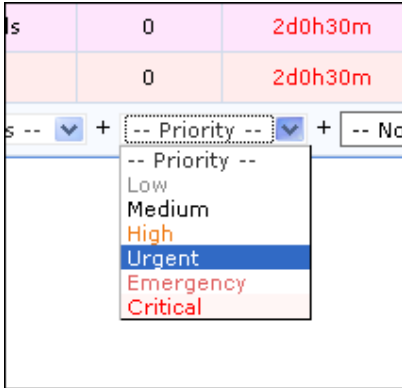 ls 0 2d0h30m
0 2d0h30m
s -- + -- Priority -- + -- No
-- Priority --
Low
Medium
High
Urgent
Emergency
Critical